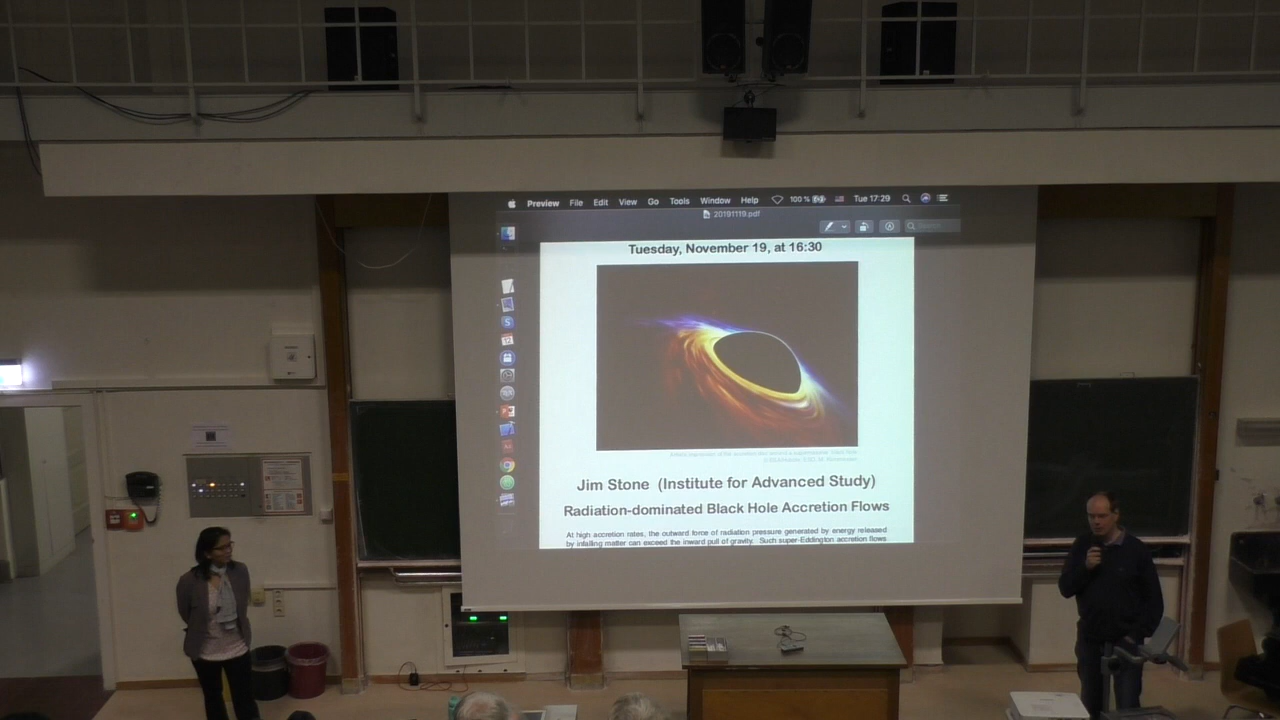 Preview File Edit View Go Tools Window Help 100 % Tue 17:29
20191119.pdf
Tuesday, November 19, at 16:30
Jim Stone (Institute for Advanced Study)
Radiation-dominated Black Hole Accretion Flows
At high accretion rates, the outward force of radiation pressure generated by energy released
by infalling matter can exceed the inward pull of gravity. Such super-Eddington accretion flows